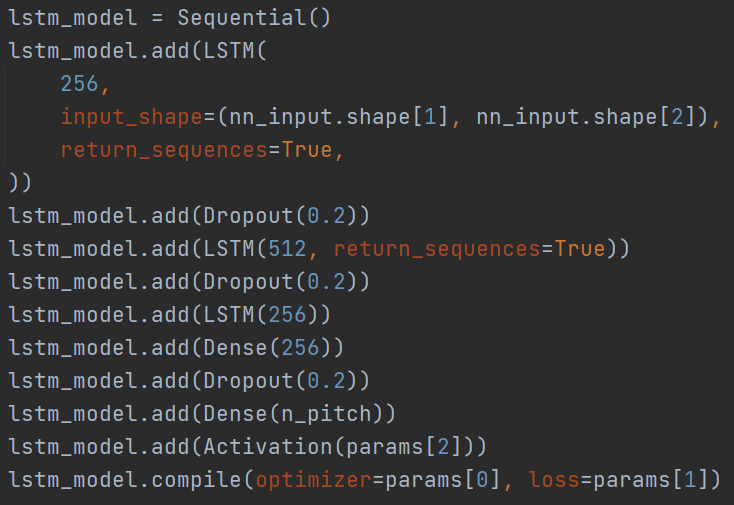 lstm_model = Sequential()
lstm_model.add(LSTM(
    256,
    input_shape=(nn_input.shape[1], nn_input.shape[2]),
    return_sequences=True,
))
lstm_model.add(Dropout(0.2))
lstm_model.add(LSTM(512, return_sequences=True))
lstm_model.add(Dropout(0.2))
lstm_model.add(LSTM(256))
lstm_model.add(Dense(256))
lstm_model.add(Dropout(0.2))
lstm_model.add(Dense(n_pitch))
lstm_model.add(Activation(params[2]))
lstm_model.compile(optimizer=params[0], loss=params[1])